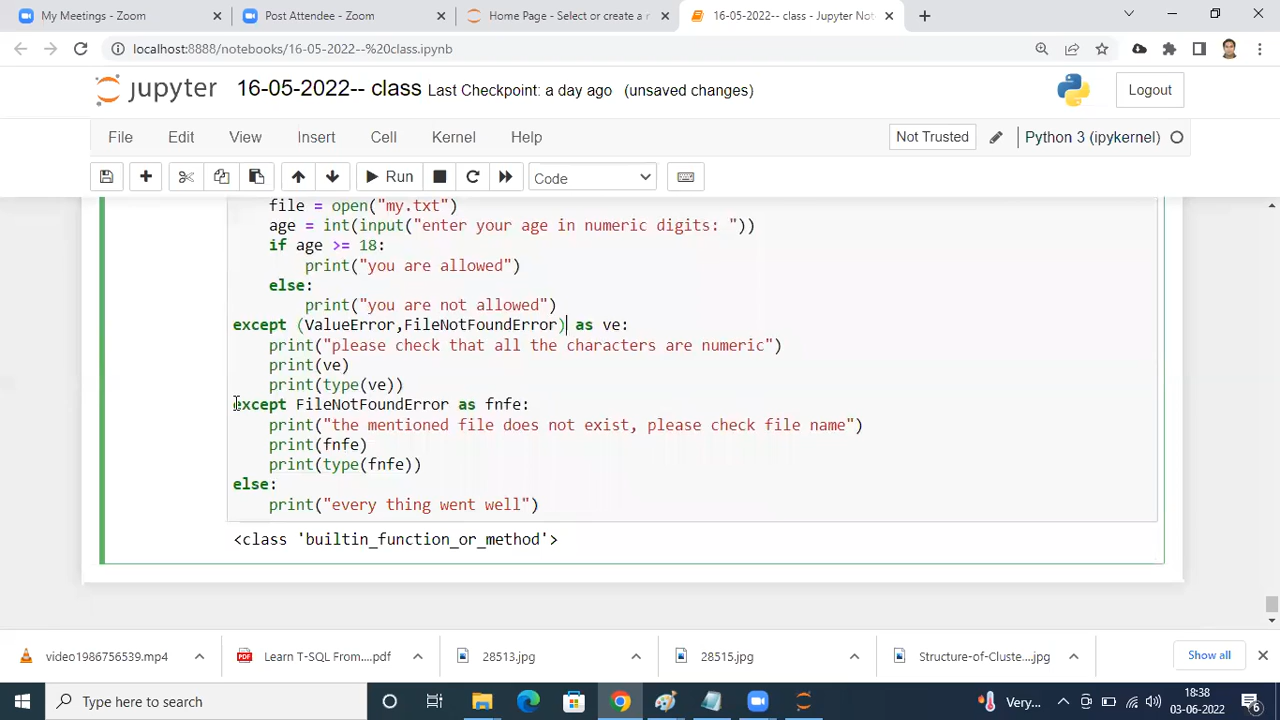 My Meetings - Zoom
Post Attendee - Zoom
Home Page - Select or create a n
16-05-2022-- class - Jupyter Not
localhost:8888/notebooks/16-05-2022--%20class.ipynb
jupyter 16-05-2022-- class Last Checkpoint: a day ago (unsaved changes)
Logout
File Edit View Insert Cell Kernel Help
Not Trusted
Python 3 (ipykernel)
Run
Code
file = open("my.txt")
age = int(input("enter your age in numeric digits: "))
if age >= 18:
print("you are allowed")
else:
print("you are not allowed")
except (ValueError,FileNotFoundError) as ve:
print("please check that all the characters are numeric")
print(ve)
print(type(ve))
except FileNotFoundError as fnfe:
print("the mentioned file does not exist, please check file name")
print(fnfe)
print(type(fnfe))
else:
print("every thing went well")
<class 'builtin_function_or_method'>
video1986756539.mp4
Learn T-SQL From....pdf
28513.jpg
28515.jpg
Structure-of-Cluste....jpg
Show all
Type here to search
Very...
18:38
03-06-2022
6